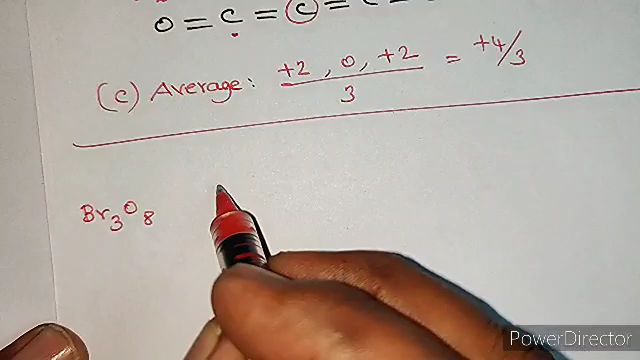 O = C = C = C =
(c) Average: +2 , 0 , +2 / 3 = +4/3
Br3O8
PowerDirector